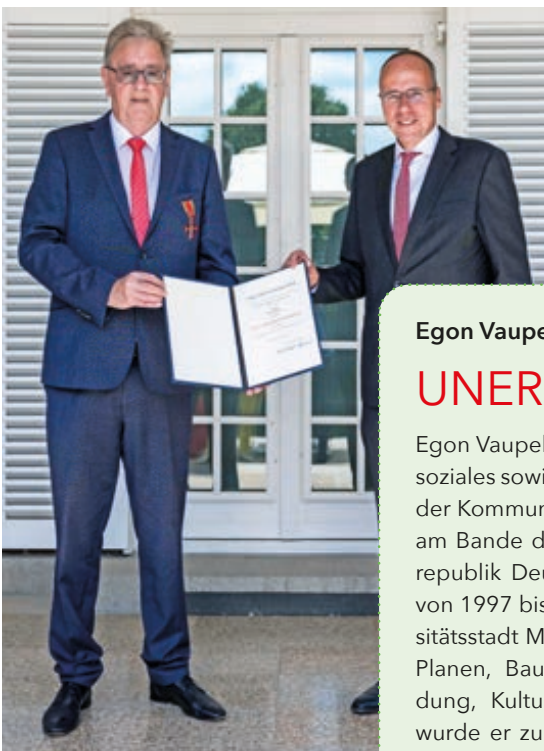 Egon Vaupe
UNER
Egon Vaupel
soziales sowi
der Kommun
am Bande d
republik Deu
von 1997 bis
sitätsstadt M
Planen, Bau
dung, Kultu
wurde er zu